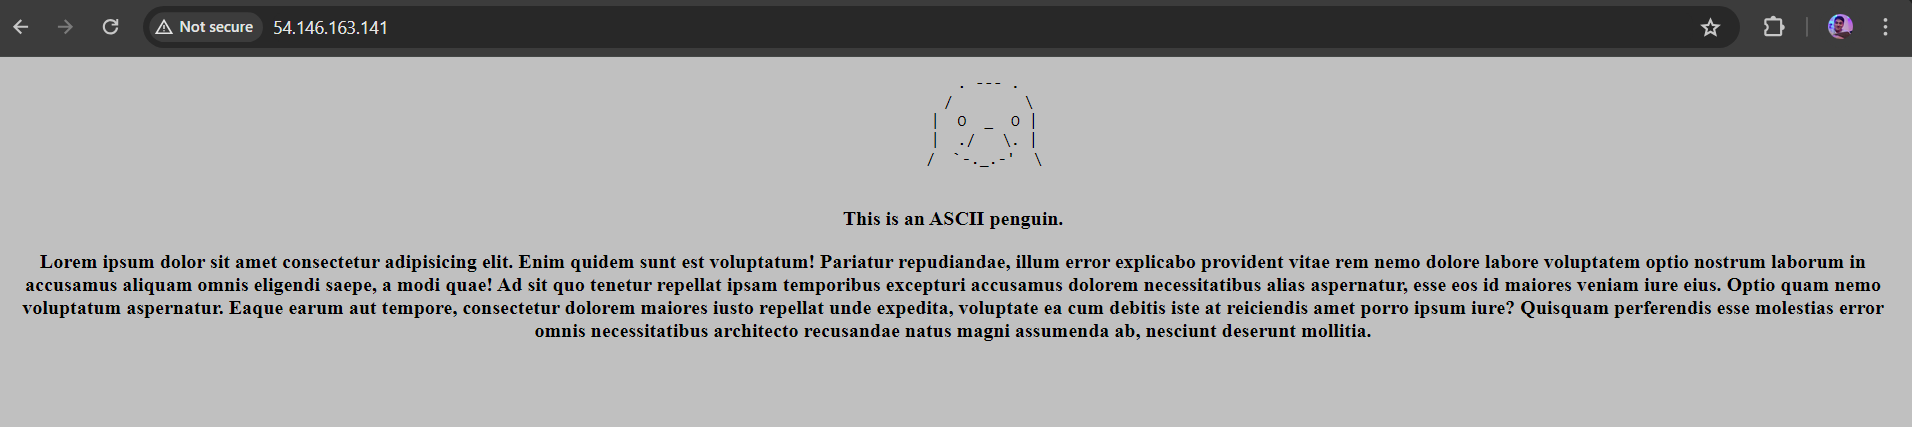 Not secure 54.146.163.141
. --- .
/        \
|  O  _  O |
|  ./   \. |
/  `-._.-'  \
This is an ASCII penguin.
Lorem ipsum dolor sit amet consectetur adipisicing elit. Enim quidem sunt est voluptatum! Pariatur repudiandae, illum error explicabo provident vitae rem nemo dolore labore voluptatem optio nostrum laborum in
accusamus aliquam omnis eligendi saepe, a modi quae! Ad sit quo tenetur repellat ipsam temporibus excepturi accusamus dolorem necessitatibus alias aspernatur, esse eos id maiores veniam iure eius. Optio quam nemo
voluptatum aspernatur. Eaque earum aut tempore, consectetur dolorem maiores iusto repellat unde expedita, voluptate ea cum debitis iste at reiciendis amet porro ipsum iure? Quisquam perferendis esse molestias error
omnis necessitatibus architecto recusandae natus magni assumenda ab, nesciunt deserunt mollitia.